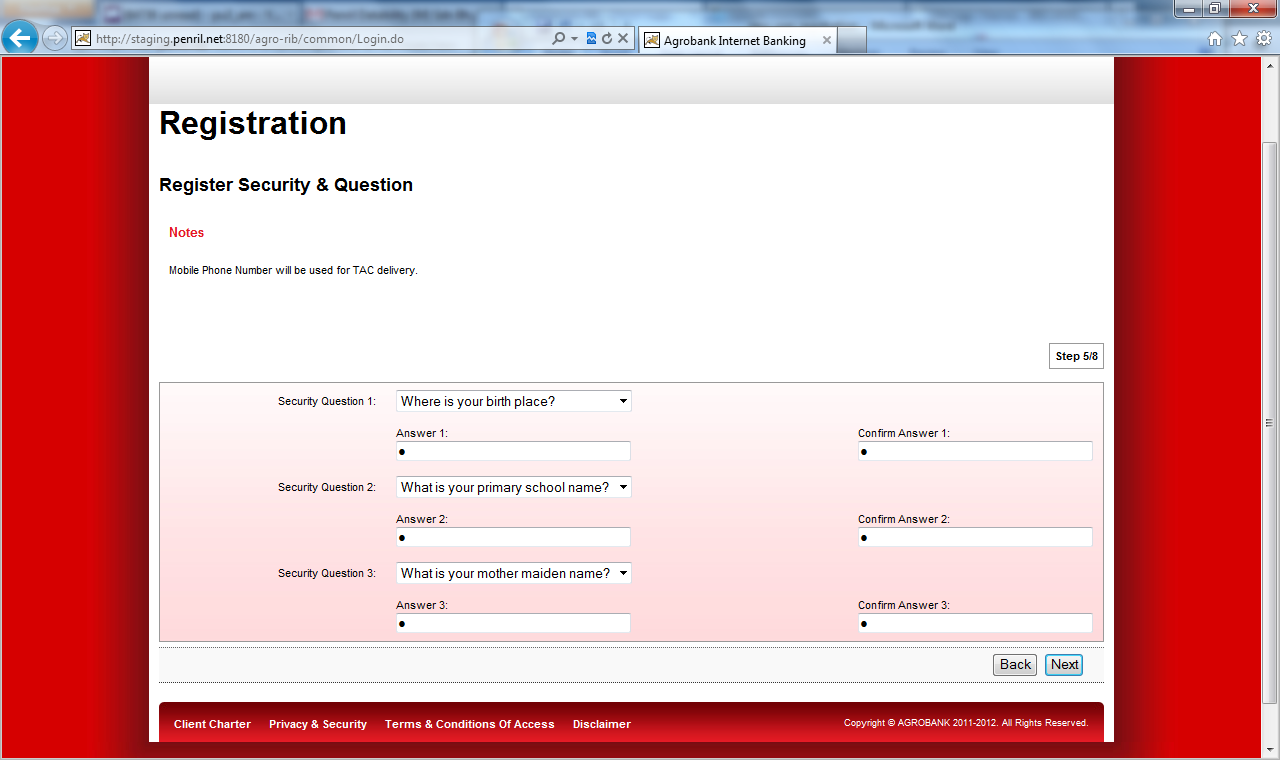 http://staging.penril.net:8180/agro-rib/common/Login.do
Agrobank Internet Banking
Registration
Register Security & Question
Notes
Mobile Phone Number will be used for TAC delivery.
Step 5/8
Security Question 1: Where is your birth place?
Answer 1: Confirm Answer 1:
Security Question 2: What is your primary school name?
Answer 2: Confirm Answer 2:
Security Question 3: What is your mother maiden name?
Answer 3: Confirm Answer 3:
Back Next
Client Charter Privacy & Security Terms & Conditions Of Access Disclaimer Copyright © AGROBANK 2011-2012. All Rights Reserved.